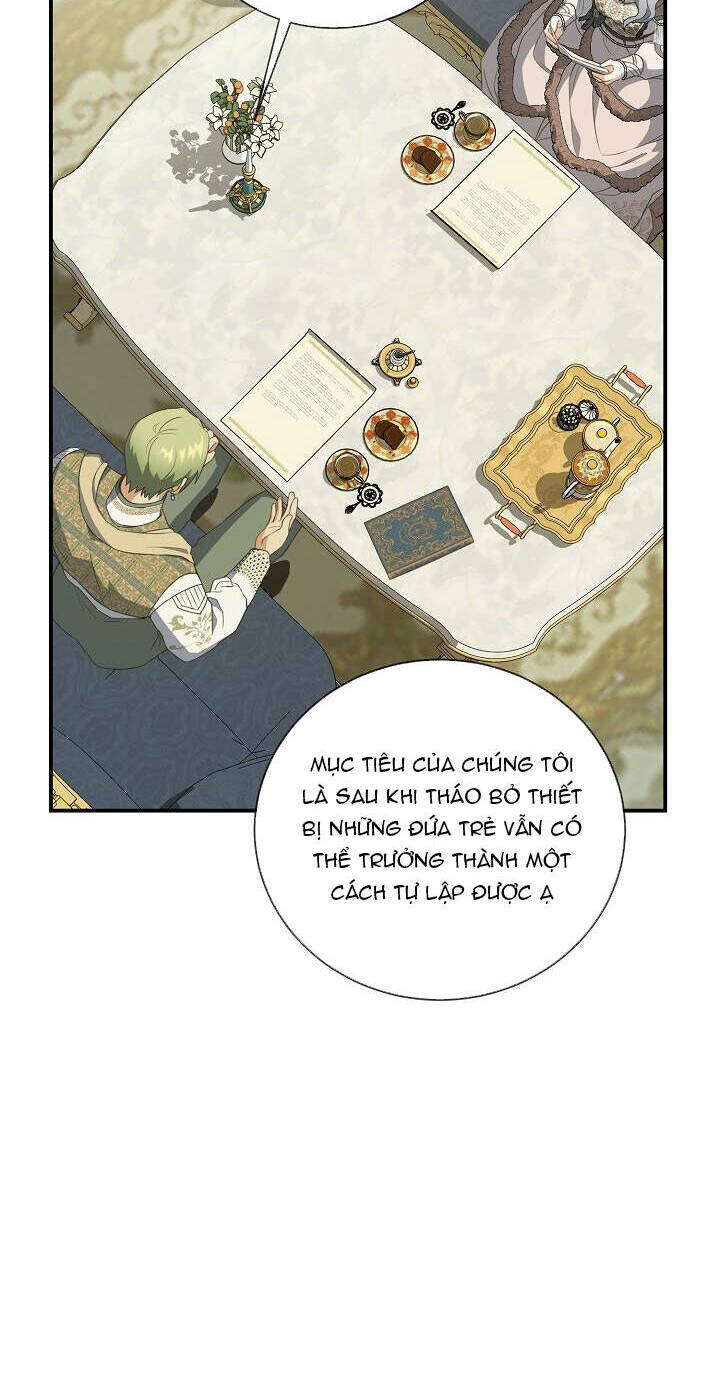 MỤC TIÊU CỦA CHÚNG TÔI
LÀ SAU KHI THÁO BỎ THIẾT
BỊ NHỮNG ĐỨA TRẺ VẪN CÓ
THỂ TRƯỞNG THÀNH MỘT
CÁCH TỰ LẬP ĐƯỢC Ạ